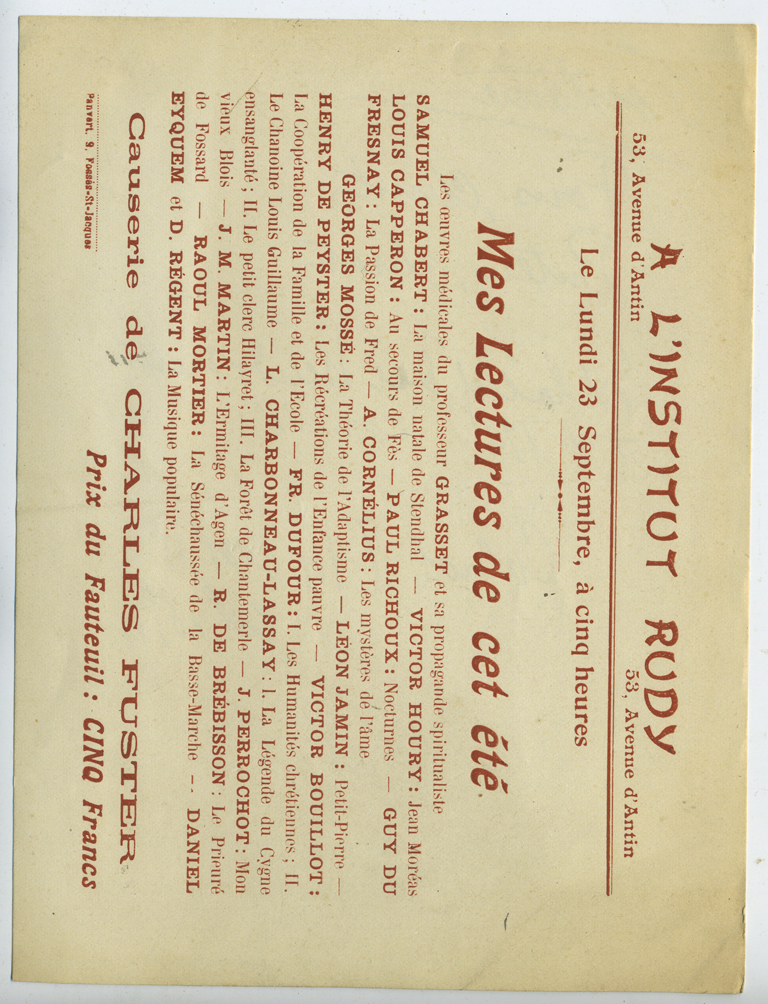 A L'INSTITUT RUDY
53, Avenue d'Antin 53, Avenue d'Antin
Le Lundi 23 Septembre, à cinq heures
Mes Lectures de cet été
Les œuvres médicales du professeur GRASSET et sa propagande spiritualiste
SAMUEL CHABERT : La maison natale de Stendhal — VICTOR HOURY : Jean Moréas
LOUIS CAPPERON : Au secours de Fès — PAUL RICHOUX : Nocturnes — GUY DU
FRESNAY : La Passion de Fred — A. CORNÉLIUS : Les mystères de l'âme
GEORGES MOSSÉ : La Théorie de l'Adaptisme — LÉON JAMIN : Petit-Pierre —
HENRY DE PEYSTER : Les Récréations de l'Enfance pauvre — VICTOR BOUILLOT :
La Coopération de la Famille et de l'Ecole — FR. DUFOUR : I. Les Humanités chrétiennes ; II.
Le Chanoine Louis Guillaume — L. CHARBONNEAU-LASSAY : I. La Légende du Cygne
ensanglanté ; II. Le petit clerc Hilayret ; III. La Forêt de Chantemerle — J. PERROCHOT : Mon
vieux Blois — J. M. MARTIN : L'Ermitage d'Agen — R. DE BRÉBISSON : Le Prieuré
de Fossard — RAOUL MORTIER : La Sénéchaussée de la Basse-Marche -- DANIEL
EYQUEM et D. RÉGENT : La Musique populaire.
Causerie de CHARLES FUSTER
Prix du Fauteuil : CINQ Francs
Panvert, 9, Fossés-St-Jacques